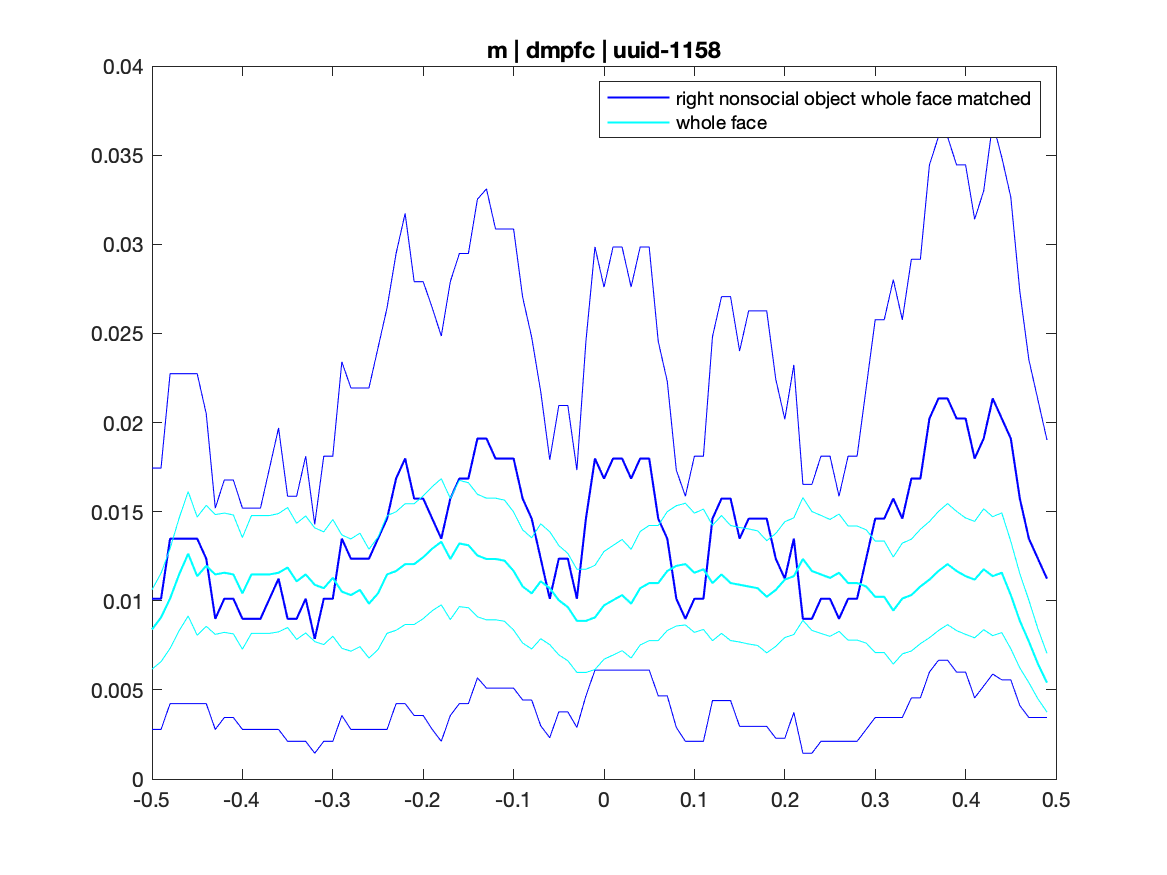 m | dmpfc | uuid-1158
right nonsocial object whole face matched
whole face
0.04
0.035
0.03
0.025
0.02
0.015
0.01
0.005
0
-0.5 -0.4 -0.3 -0.2 -0.1 0 0.1 0.2 0.3 0.4 0.5